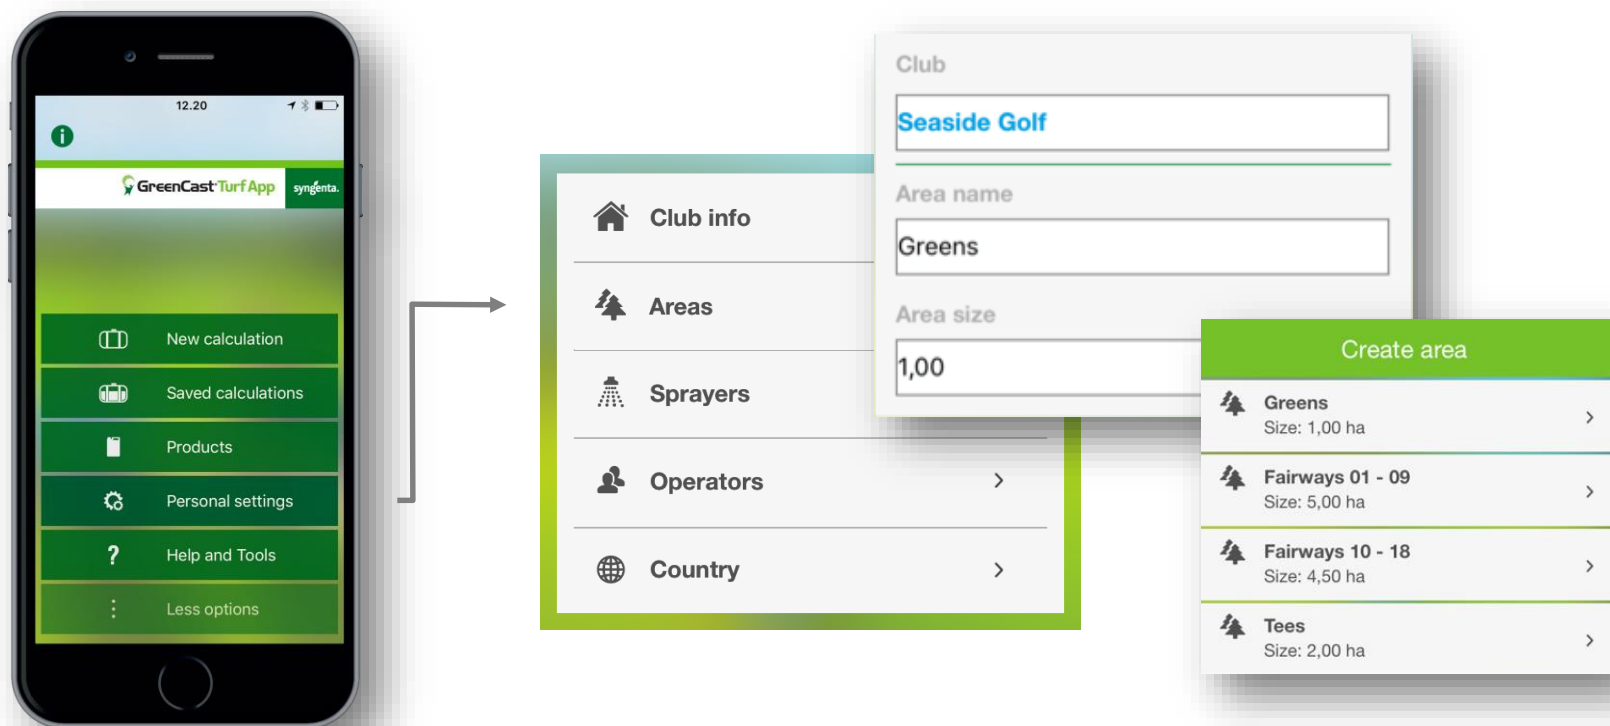 12.20
GreenCast Turf App
syngenta.
New calculation
Saved calculations
Products
Personal settings
? Help and Tools
Less options
Club info
Areas
Sprayers
Operators
Country
Club
Seaside Golf
Area name
Greens
Area size
1,00
Create area
Greens
Size: 1,00 ha
Fairways 01 - 09
Size: 5,00 ha
Fairways 10 - 18
Size: 4,50 ha
Tees
Size: 2,00 ha